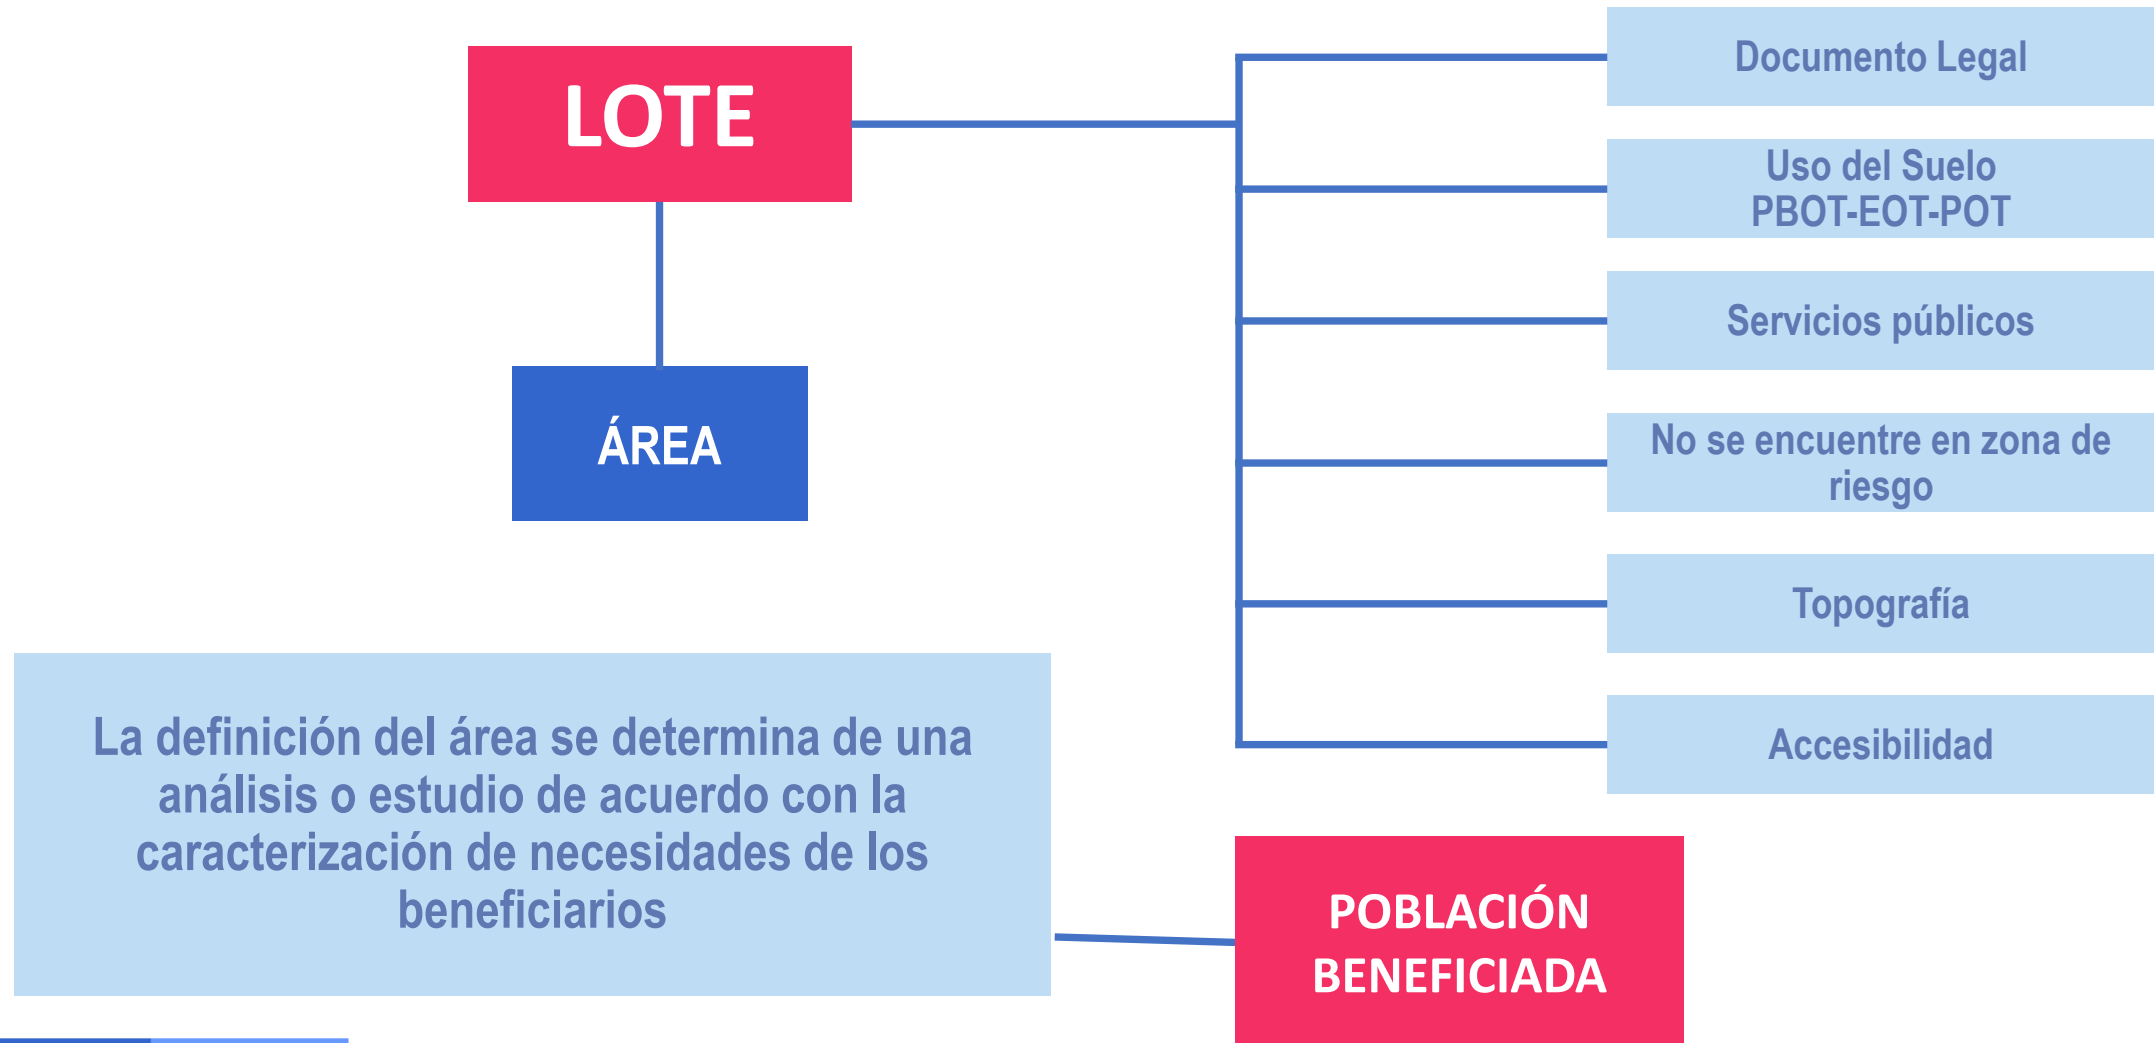 LOTE
ÁREA
Documento Legal
Uso del Suelo
PBOT-EOT-POT
Servicios públicos
No se encuentre en zona de
riesgo
Topografía
Accesibilidad
La definición del área se determina de una
análisis o estudio de acuerdo con la
caracterización de necesidades de los
beneficiarios
POBLACIÓN
BENEFICIADA